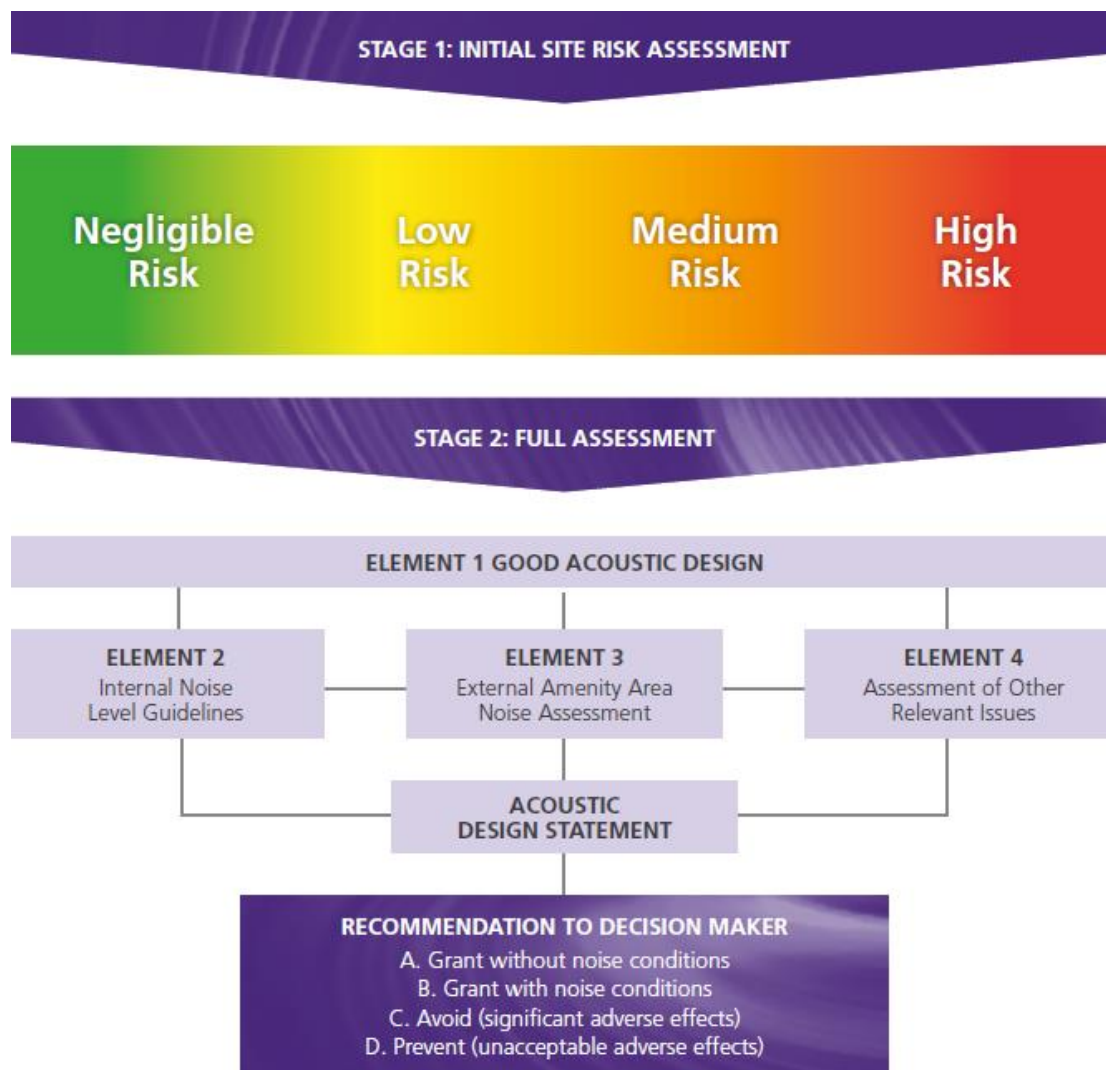 STAGE 1: INITIAL SITE RISK ASSESSMENT
Negligible
Risk
Low
Risk
Medium
Risk
High
Risk
STAGE 2: FULL ASSESSMENT
ELEMENT 1 GOOD ACOUSTIC DESIGN
ELEMENT 2
Internal Noise
Level Guidelines
ELEMENT 3
External Amenity Area
Noise Assessment
ELEMENT 4
Assessment of Other
Relevant Issues
ACOUSTIC
DESIGN STATEMENT
RECOMMENDATION TO DECISION MAKER
A. Grant without noise conditions
B. Grant with noise conditions
C. Avoid (significant adverse effects)
D. Prevent (unacceptable adverse effects)